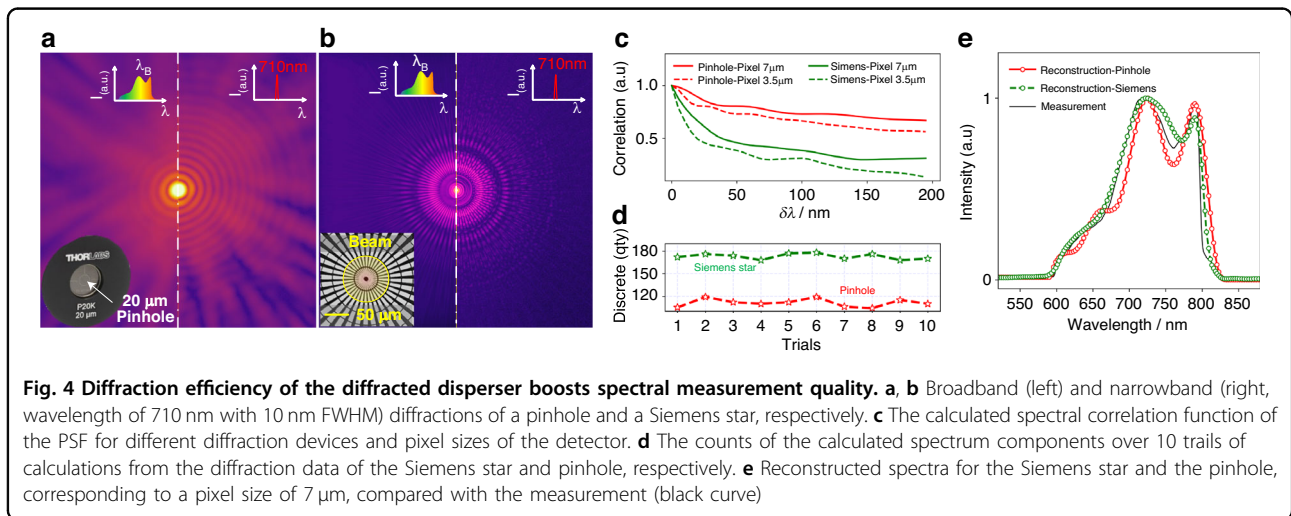 a
I(a.u.)
λB
λ
710nm
λ
THORLABS
P20K
20 μm
20 μm
Pinhole
b
I(a.u.)
λB
λ
710nm
λ
Beam
50 μm
c
Pinhole-Pixel 7μm
Pinhole-Pixel 3.5μm
Simens-Pixel 7μm
Simens-Pixel 3.5μm
Correlation (a.u)
1.0
0.5
0 50 100 150 200
δλ / nm
d
Discrete (qty)
180
150
120
Siemens star
Pinhole
1 2 3 4 5 6 7 8 9 10
Trials
e
Reconstruction-Pinhole
Reconstruction-Siemens
Measurement
Intensity (a.u)
1
0
550 600 650 700 750 800 850
Wavelength / nm
Fig. 4 Diffraction efficiency of the diffracted disperser boosts spectral measurement quality. a, b Broadband (left) and narrowband (right,
wavelength of 710 nm with 10 nm FWHM) diffractions of a pinhole and a Siemens star, respectively. c The calculated spectral correlation function of
the PSF for different diffraction devices and pixel sizes of the detector. d The counts of the calculated spectrum components over 10 trails of
calculations from the diffraction data of the Siemens star and pinhole, respectively. e Reconstructed spectra for the Siemens star and the pinhole,
corresponding to a pixel size of 7 μm, compared with the measurement (black curve)